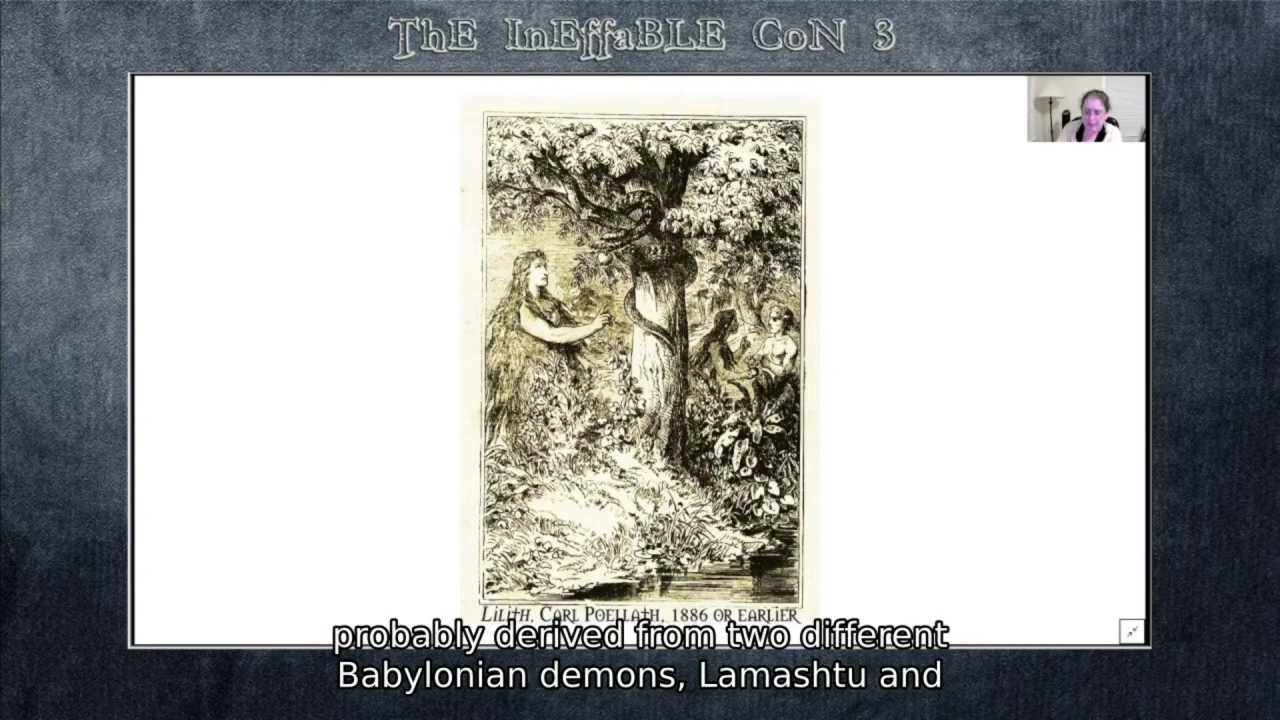 ThE InEffaBLE CoN 3
LiLiTH, CARL POELLATH, 1886 OR EARLIER
probably derived from two different
Babylonian demons, Lamashtu and